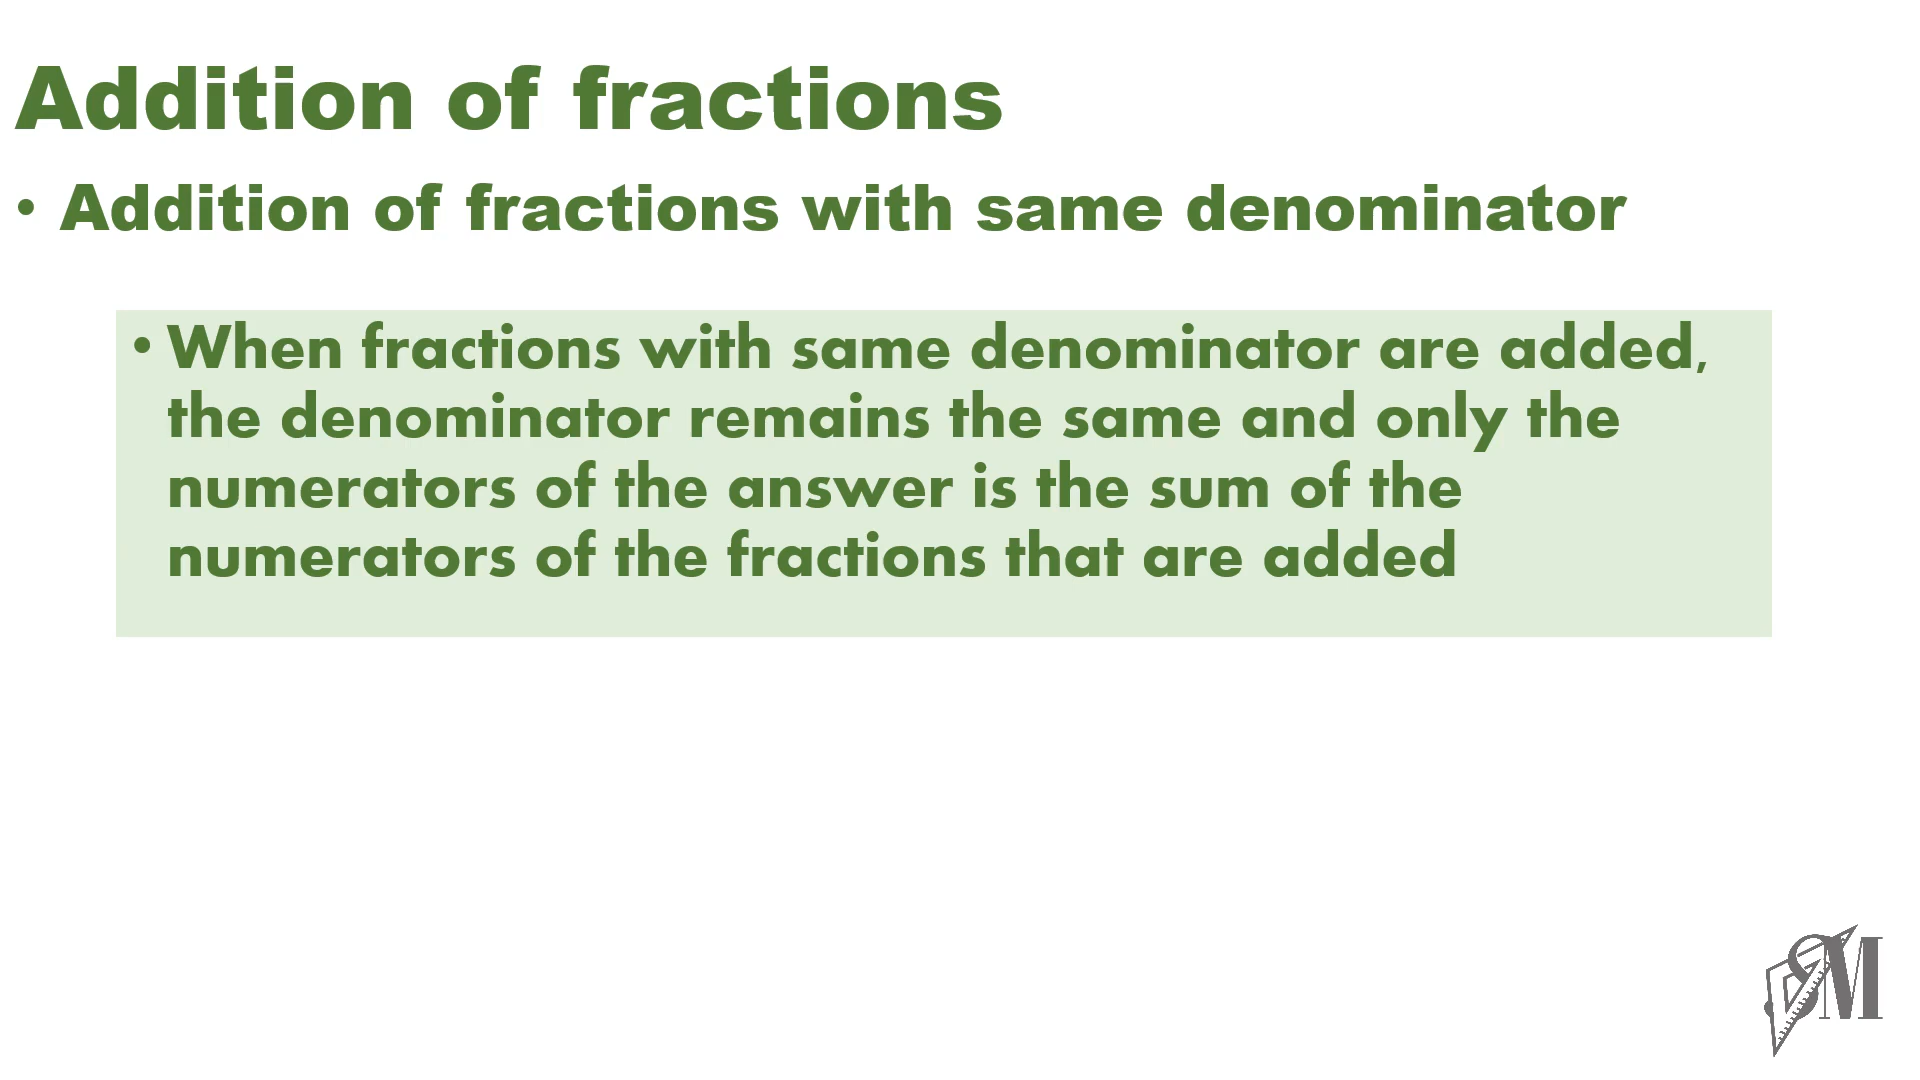 Addition of fractions
• Addition of fractions with same denominator
• When fractions with same denominator are added,
the denominator remains the same and only the
numerators of the answer is the sum of the
numerators of the fractions that are added
SM